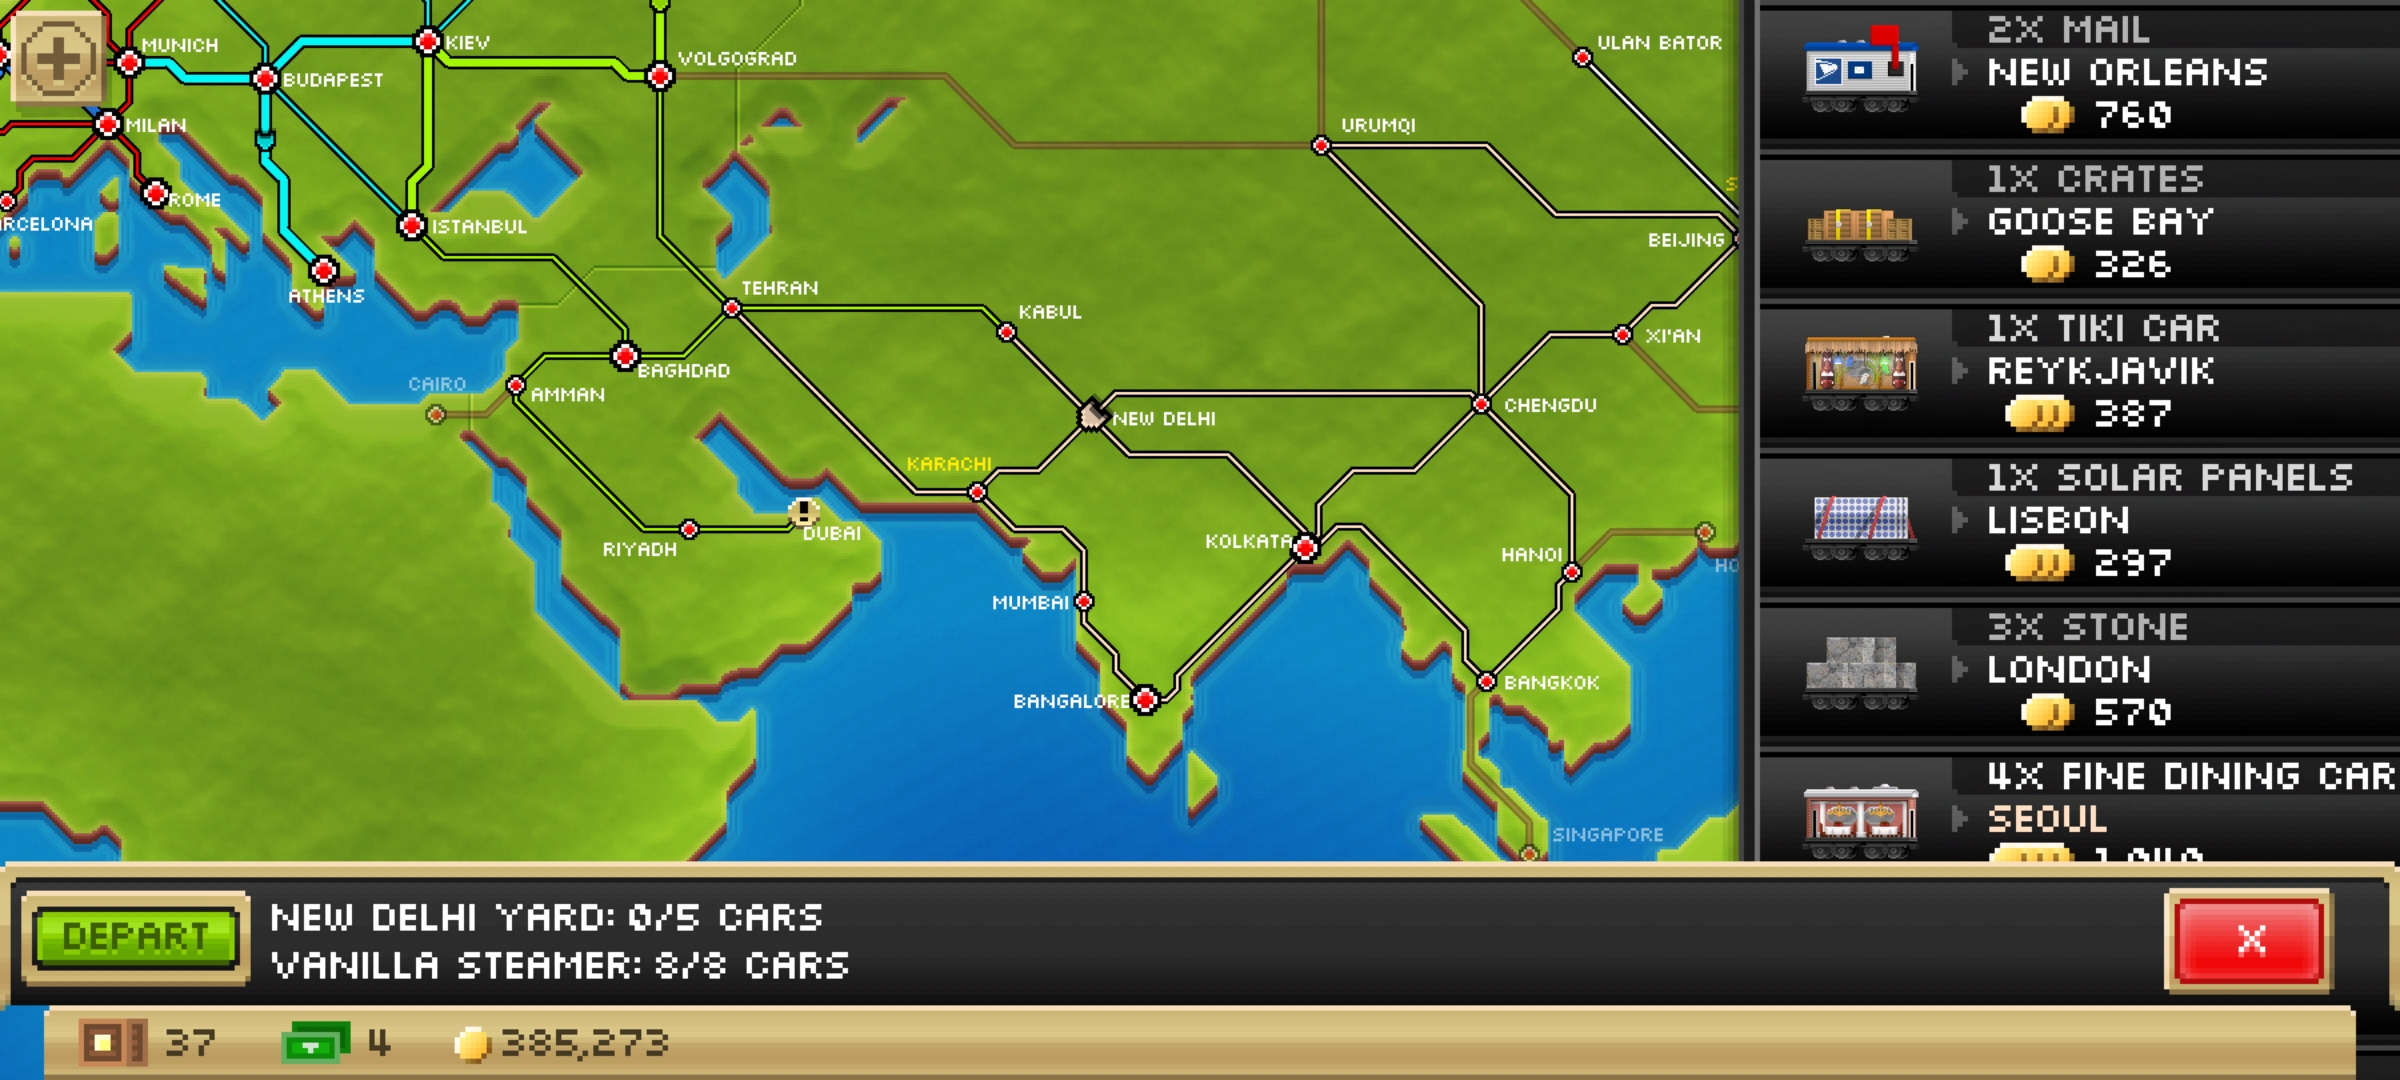 MUNICH
KIEV
VOLGOGRAD
ULAN BATOR
BUDAPEST
MILAN
URUMQI
ROME
RCELONA
ISTANBUL
BEIJING
ATHENS
TEHRAN
KABUL
XI'AN
BAGHDAD
CAIRO
AMMAN
NEW DELHI
CHENGDU
KARACHI
DUBAI
RIYADH
KOLKATA
HANOI
HO
MUMBAI
BANGALORE
BANGKOK
SINGAPORE
2X MAIL
NEW ORLEANS
760
1X CRATES
GOOSE BAY
326
1X TIKI CAR
REYKJAVIK
387
1X SOLAR PANELS
LISBON
297
3X STONE
LONDON
570
4X FINE DINING CAR
SEOUL
1,040
DEPART
NEW DELHI YARD: 0/5 CARS
VANILLA STEAMER: 8/8 CARS
X
37
4
385,273